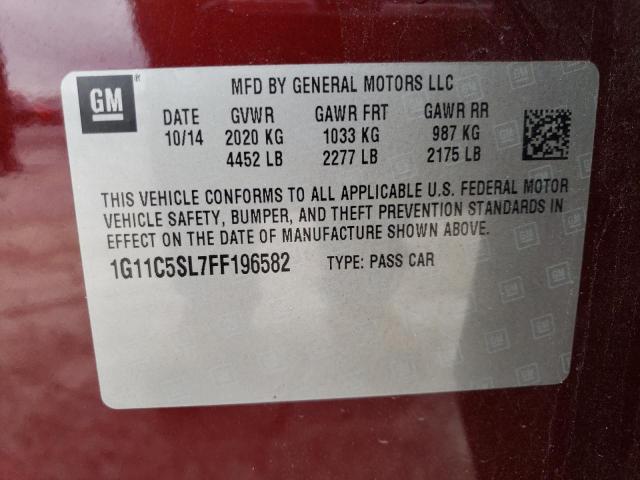 GM
MFD BY GENERAL MOTORS LLC
DATE GVWR GAWR FRT GAWR RR
10/14 2020 KG 1033 KG 987 KG
4452 LB 2277 LB 2175 LB
THIS VEHICLE CONFORMS TO ALL APPLICABLE U.S. FEDERAL MOTOR
VEHICLE SAFETY, BUMPER, AND THEFT PREVENTION STANDARDS IN
EFFECT ON THE DATE OF MANUFACTURE SHOWN ABOVE.
1G11C5SL7FF196582 TYPE: PASS CAR